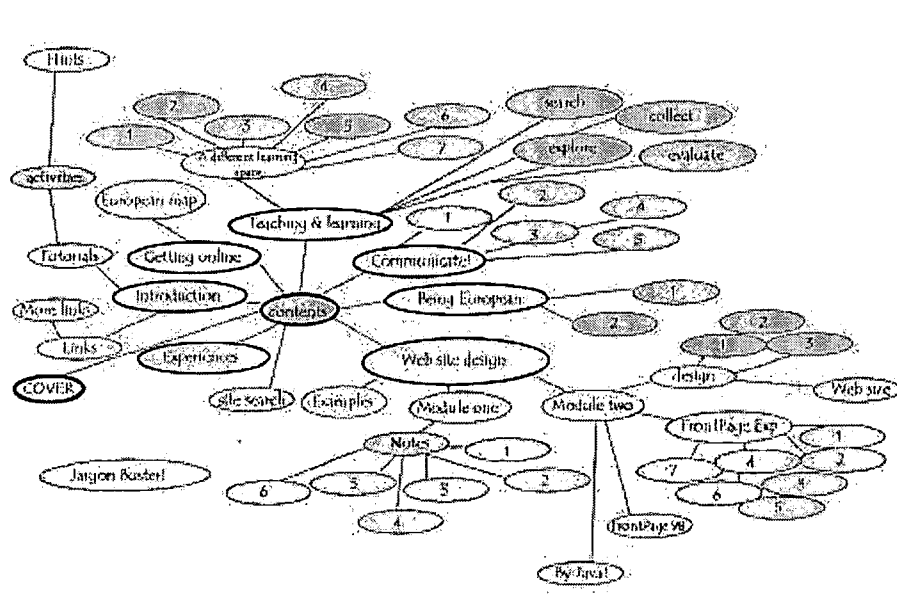 Hints
4
2
search
3
6
collect
1
5
A different learning
space
7
explore
evaluate
activities
European map
2
Teaching & learning
1
4
3
5
Getting online
Communicate!
Tutorials
Introduction
Being European
1
More links
contents
2
2
1
3
Links
Experiences
Web site design
design
COVER
site search
Examples
Module one
Module two
Web size
FrontPage Exp
Notes
1
1
Jargon Buster!
7
4
2
6
3
2
3
6
5
4
FrontPage 98
By Java!